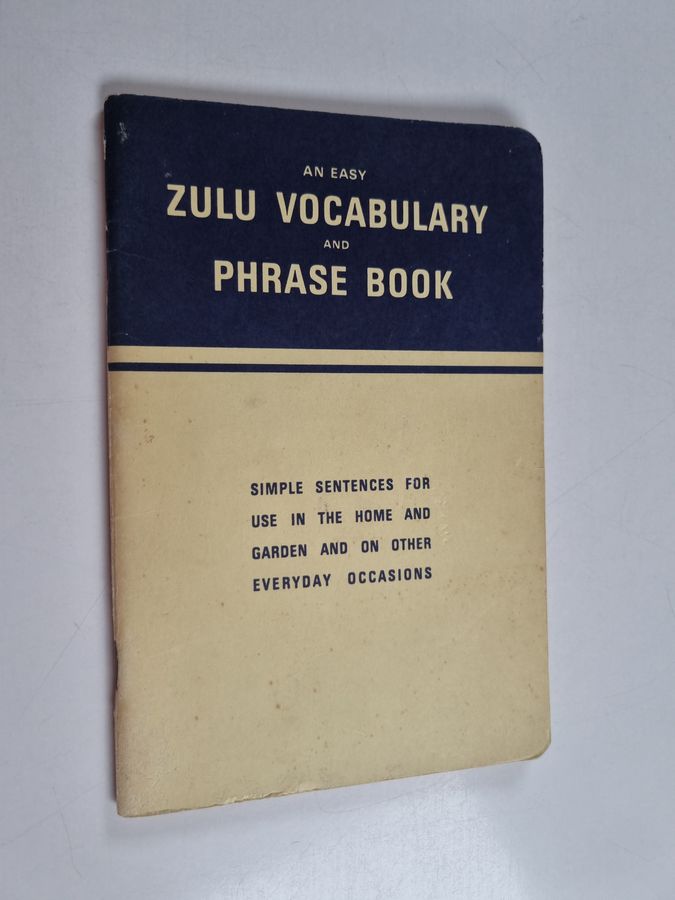 AN EASY
ZULU VOCABULARY
AND
PHRASE BOOK
SIMPLE SENTENCES FOR
USE IN THE HOME AND
GARDEN AND ON OTHER
EVERYDAY OCCASIONS